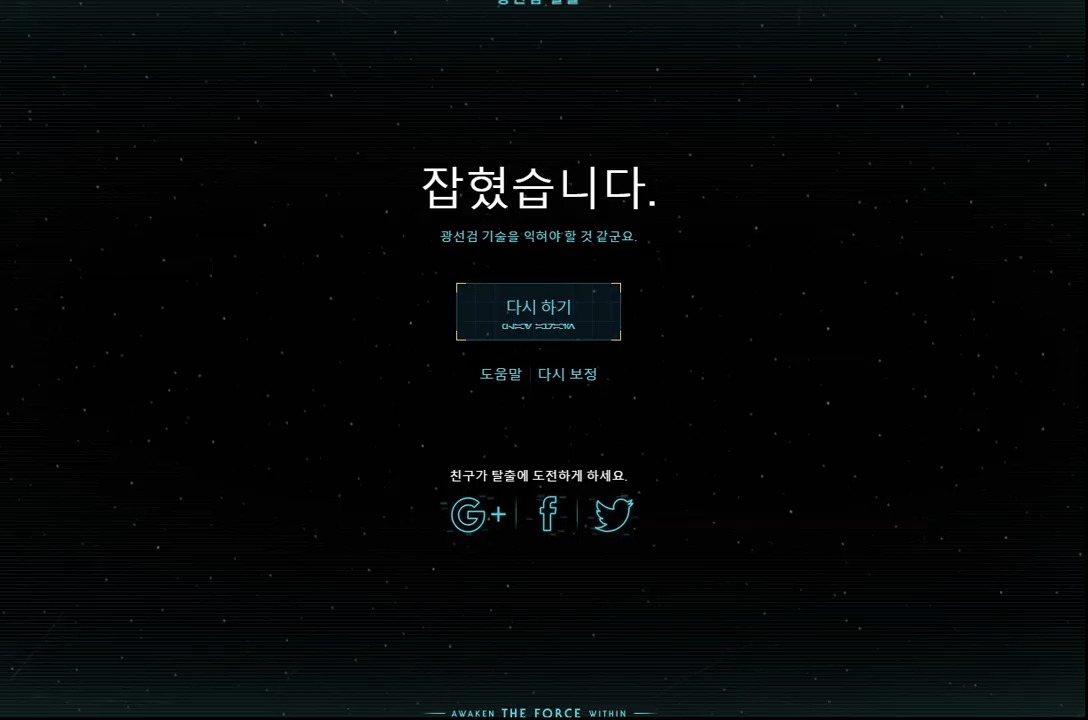 잡혔습니다.
광선검 기술을 익혀야 할 것 같군요.
다시 하기
도움말 | 다시 보정
친구가 탈출에 도전하게 하세요.
G+
AWAKEN THE FORCE WITHIN